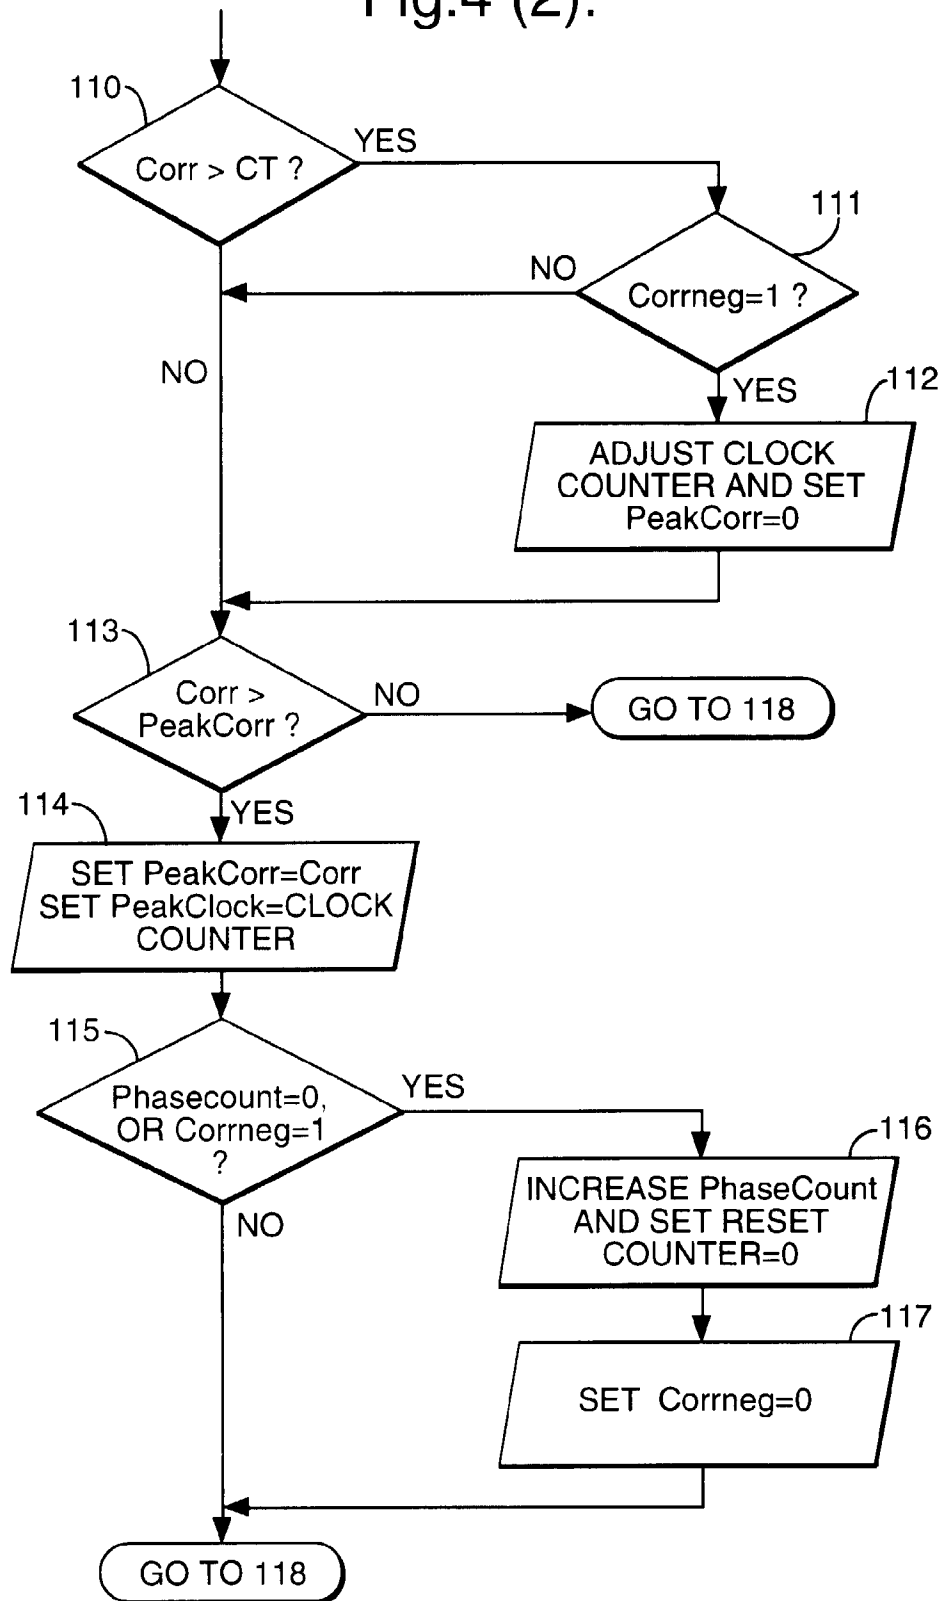 Fig.4 (2).
110
Corr > CT ?
YES
111
NO
Corrneg=1 ?
NO
YES
112
ADJUST CLOCK
COUNTER AND SET
PeakCorr=0
113
Corr >
PeakCorr ?
NO
GO TO 118
114
YES
SET PeakCorr=Corr
SET PeakClock=CLOCK
COUNTER
115
Phasecount=0,
OR Corrneg=1
?
YES
116
INCREASE PhaseCount
AND SET RESET
COUNTER=0
NO
117
SET Corrneg=0
GO TO 118